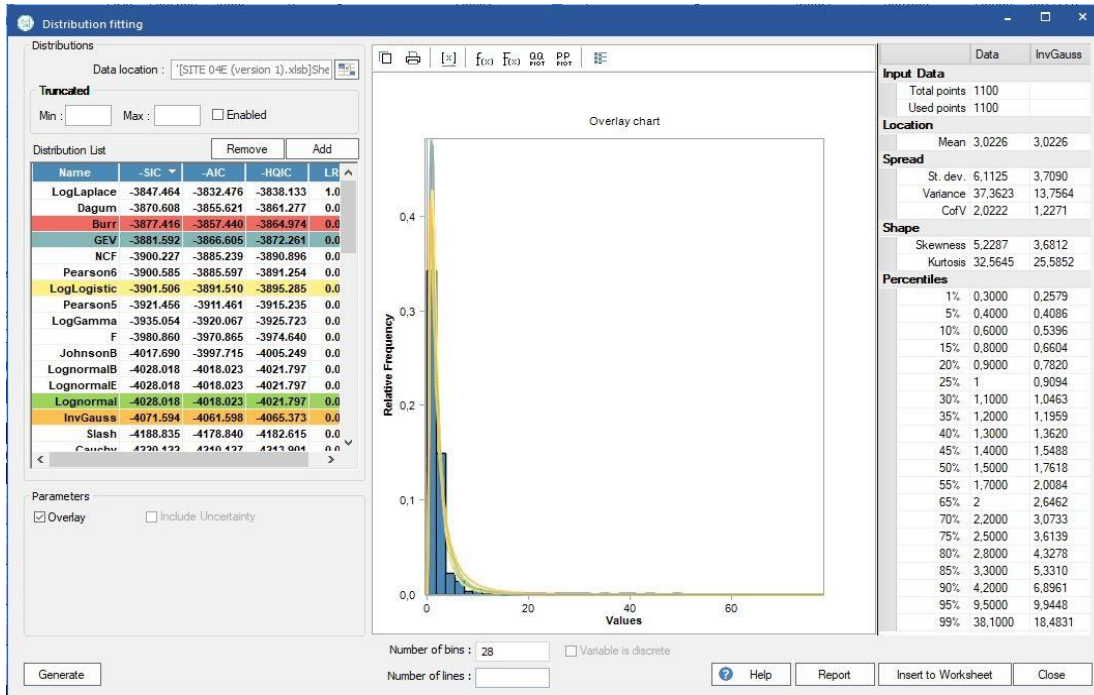 Distribution fitting
Distributions
Data location : '[SITE 04E (version 1).xlsb]She
Truncated
Min : Max : Enabled
Distribution List Remove Add
Name -SIC -AIC -HQIC LR
LogLaplace -3847.464 -3832.476 -3838.133 1.0
Dagum -3870.608 -3855.621 -3861.277 0.0
Burr -3877.416 -3857.440 -3864.974 0.0
GEV -3881.592 -3866.605 -3872.261 0.0
NCF -3900.227 -3885.239 -3890.896 0.0
Pearson6 -3900.585 -3885.597 -3891.254 0.0
LogLogistic -3901.506 -3891.510 -3895.285 0.0
Pearson5 -3921.456 -3911.461 -3915.235 0.0
LogGamma -3935.054 -3920.067 -3925.723 0.0
F -3980.860 -3970.865 -3974.640 0.0
JohnsonB -4017.690 -3997.715 -4005.249 0.0
LognormalB -4028.018 -4018.023 -4021.797 0.0
LognormalE -4028.018 -4018.023 -4021.797 0.0
Lognormal -4028.018 -4018.023 -4021.797 0.0
InvGauss -4071.594 -4061.598 -4065.373 0.0
Slash -4188.835 -4178.840 -4182.615 0.0
Cauchy -4220.122 -4210.127 -4213.901 0.0
Parameters
Overlay Include Uncertainty
Generate
[x] f(x) F(x) QQ PLOT PP PLOT
Overlay chart
Relative Frequency
0,4
0,3
0,2
0,1
0,0
0 20 40 60
Values
Number of bins : 28 Variable is discrete
Number of lines :
Help Report Insert to Worksheet Close
Data InvGauss
Input Data
Total points 1100
Used points 1100
Location
Mean 3,0226 3,0226
Spread
St. dev. 6,1125 3,7090
Variance 37,3623 13,7564
CofV 2,0222 1,2271
Shape
Skewness 5,2287 3,6812
Kurtosis 32,5645 25,5852
Percentiles
1% 0,3000 0,2579
5% 0,4000 0,4086
10% 0,6000 0,5396
15% 0,8000 0,6604
20% 0,9000 0,7820
25% 1 0,9094
30% 1,1000 1,0463
35% 1,2000 1,1959
40% 1,3000 1,3620
45% 1,4000 1,5488
50% 1,5000 1,7618
55% 1,7000 2,0084
65% 2 2,6462
70% 2,2000 3,0733
75% 2,5000 3,6139
80% 2,8000 4,3278
85% 3,3000 5,3310
90% 4,2000 6,8961
95% 9,5000 9,9448
99% 38,1000 18,4831